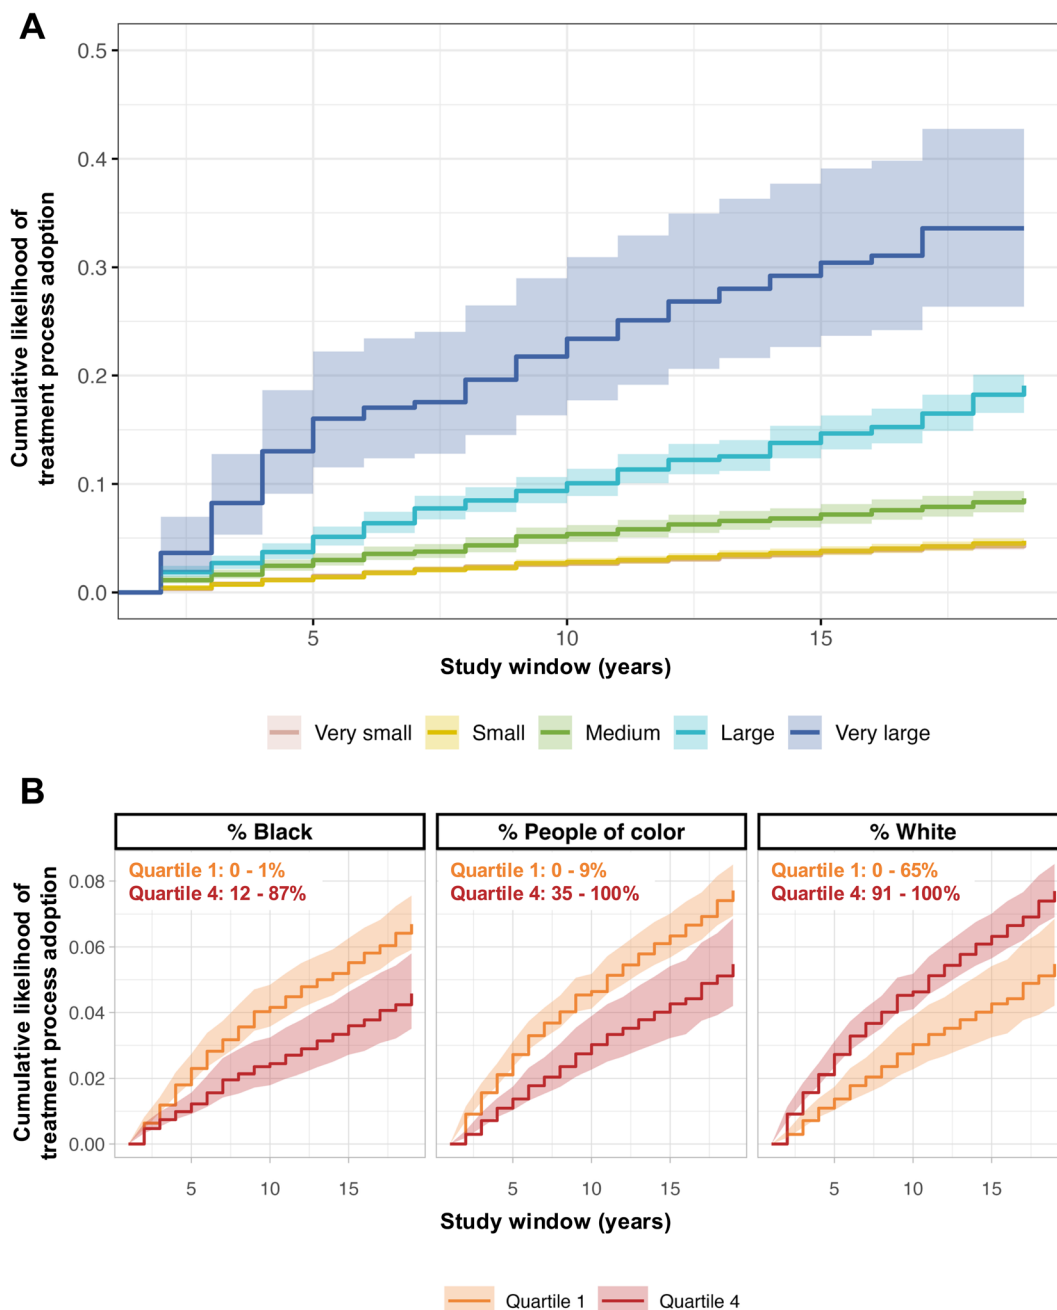 A
0.5
0.4
0.3
0.2
0.1
0.0
Cumulative likelihood of
treatment process adoption
5 10 15
Study window (years)
Very small Small Medium Large Very large
B
% Black % People of color % White
Quartile 1: 0 - 1% Quartile 1: 0 - 9% Quartile 1: 0 - 65%
Quartile 4: 12 - 87% Quartile 4: 35 - 100% Quartile 4: 91 - 100%
0.08
0.06
0.04
0.02
0.00
Cumulative likelihood of
treatment process adoption
5 10 15 5 10 15 5 10 15
Study window (years)
Quartile 1 Quartile 4